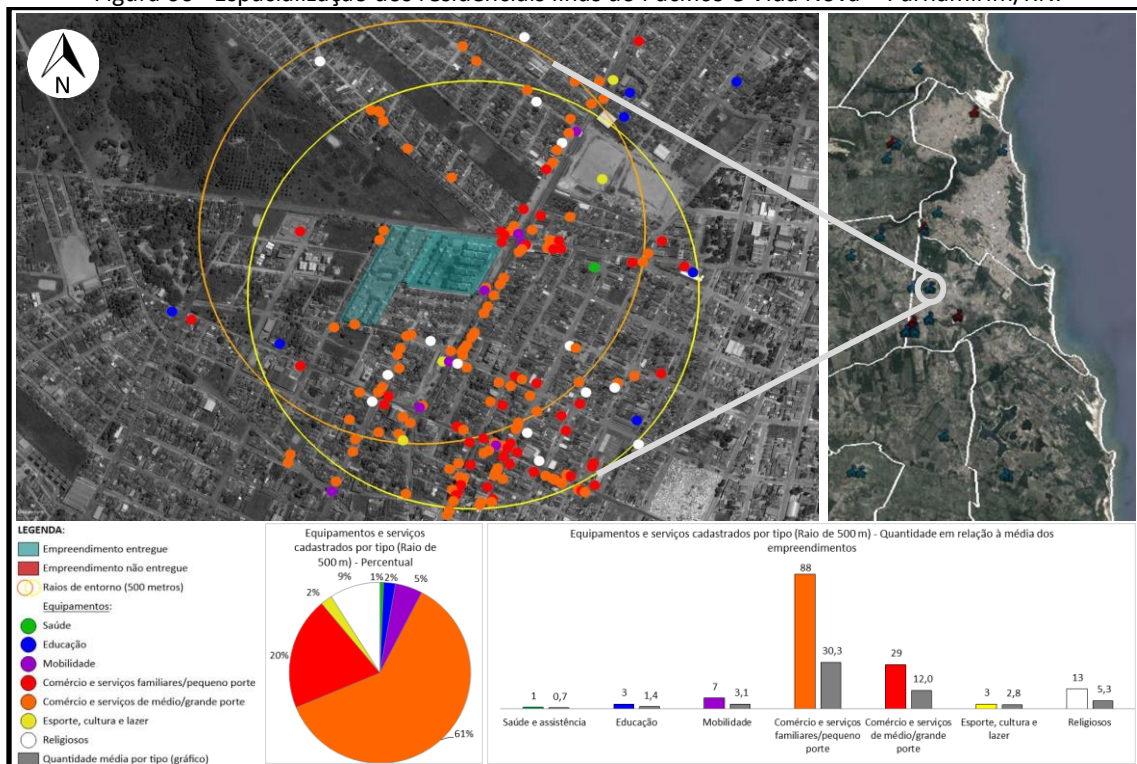 N
LEGENDA:
Empreendimento entregue
Empreendimento não entregue
Raios de entorno (500 metros)
Equipamentos:
Saúde
Educação
Mobilidade
Comércio e serviços familiares/pequeno porte
Comércio e serviços de médio/grande porte
Esporte, cultura e lazer
Religiosos
Quantidade média por tipo (gráfico)
Equipamentos e serviços
cadastrados por tipo (Raio de
500 m) - Percentual
9%
1%
2%
5%
2%
20%
61%
Equipamentos e serviços cadastrados por tipo (Raio de 500 m) - Quantidade em relação à média dos
empreendimentos
88
30,3
29
12,0
13
5,3
7
3,1
3
1,4
3
2,8
1
0,7
Saúde e assistência
Educação
Mobilidade
Comércio e serviços
familiares/pequeno
porte
Comércio e serviços
de médio/grande
porte
Esporte, cultura e
lazer
Religiosos